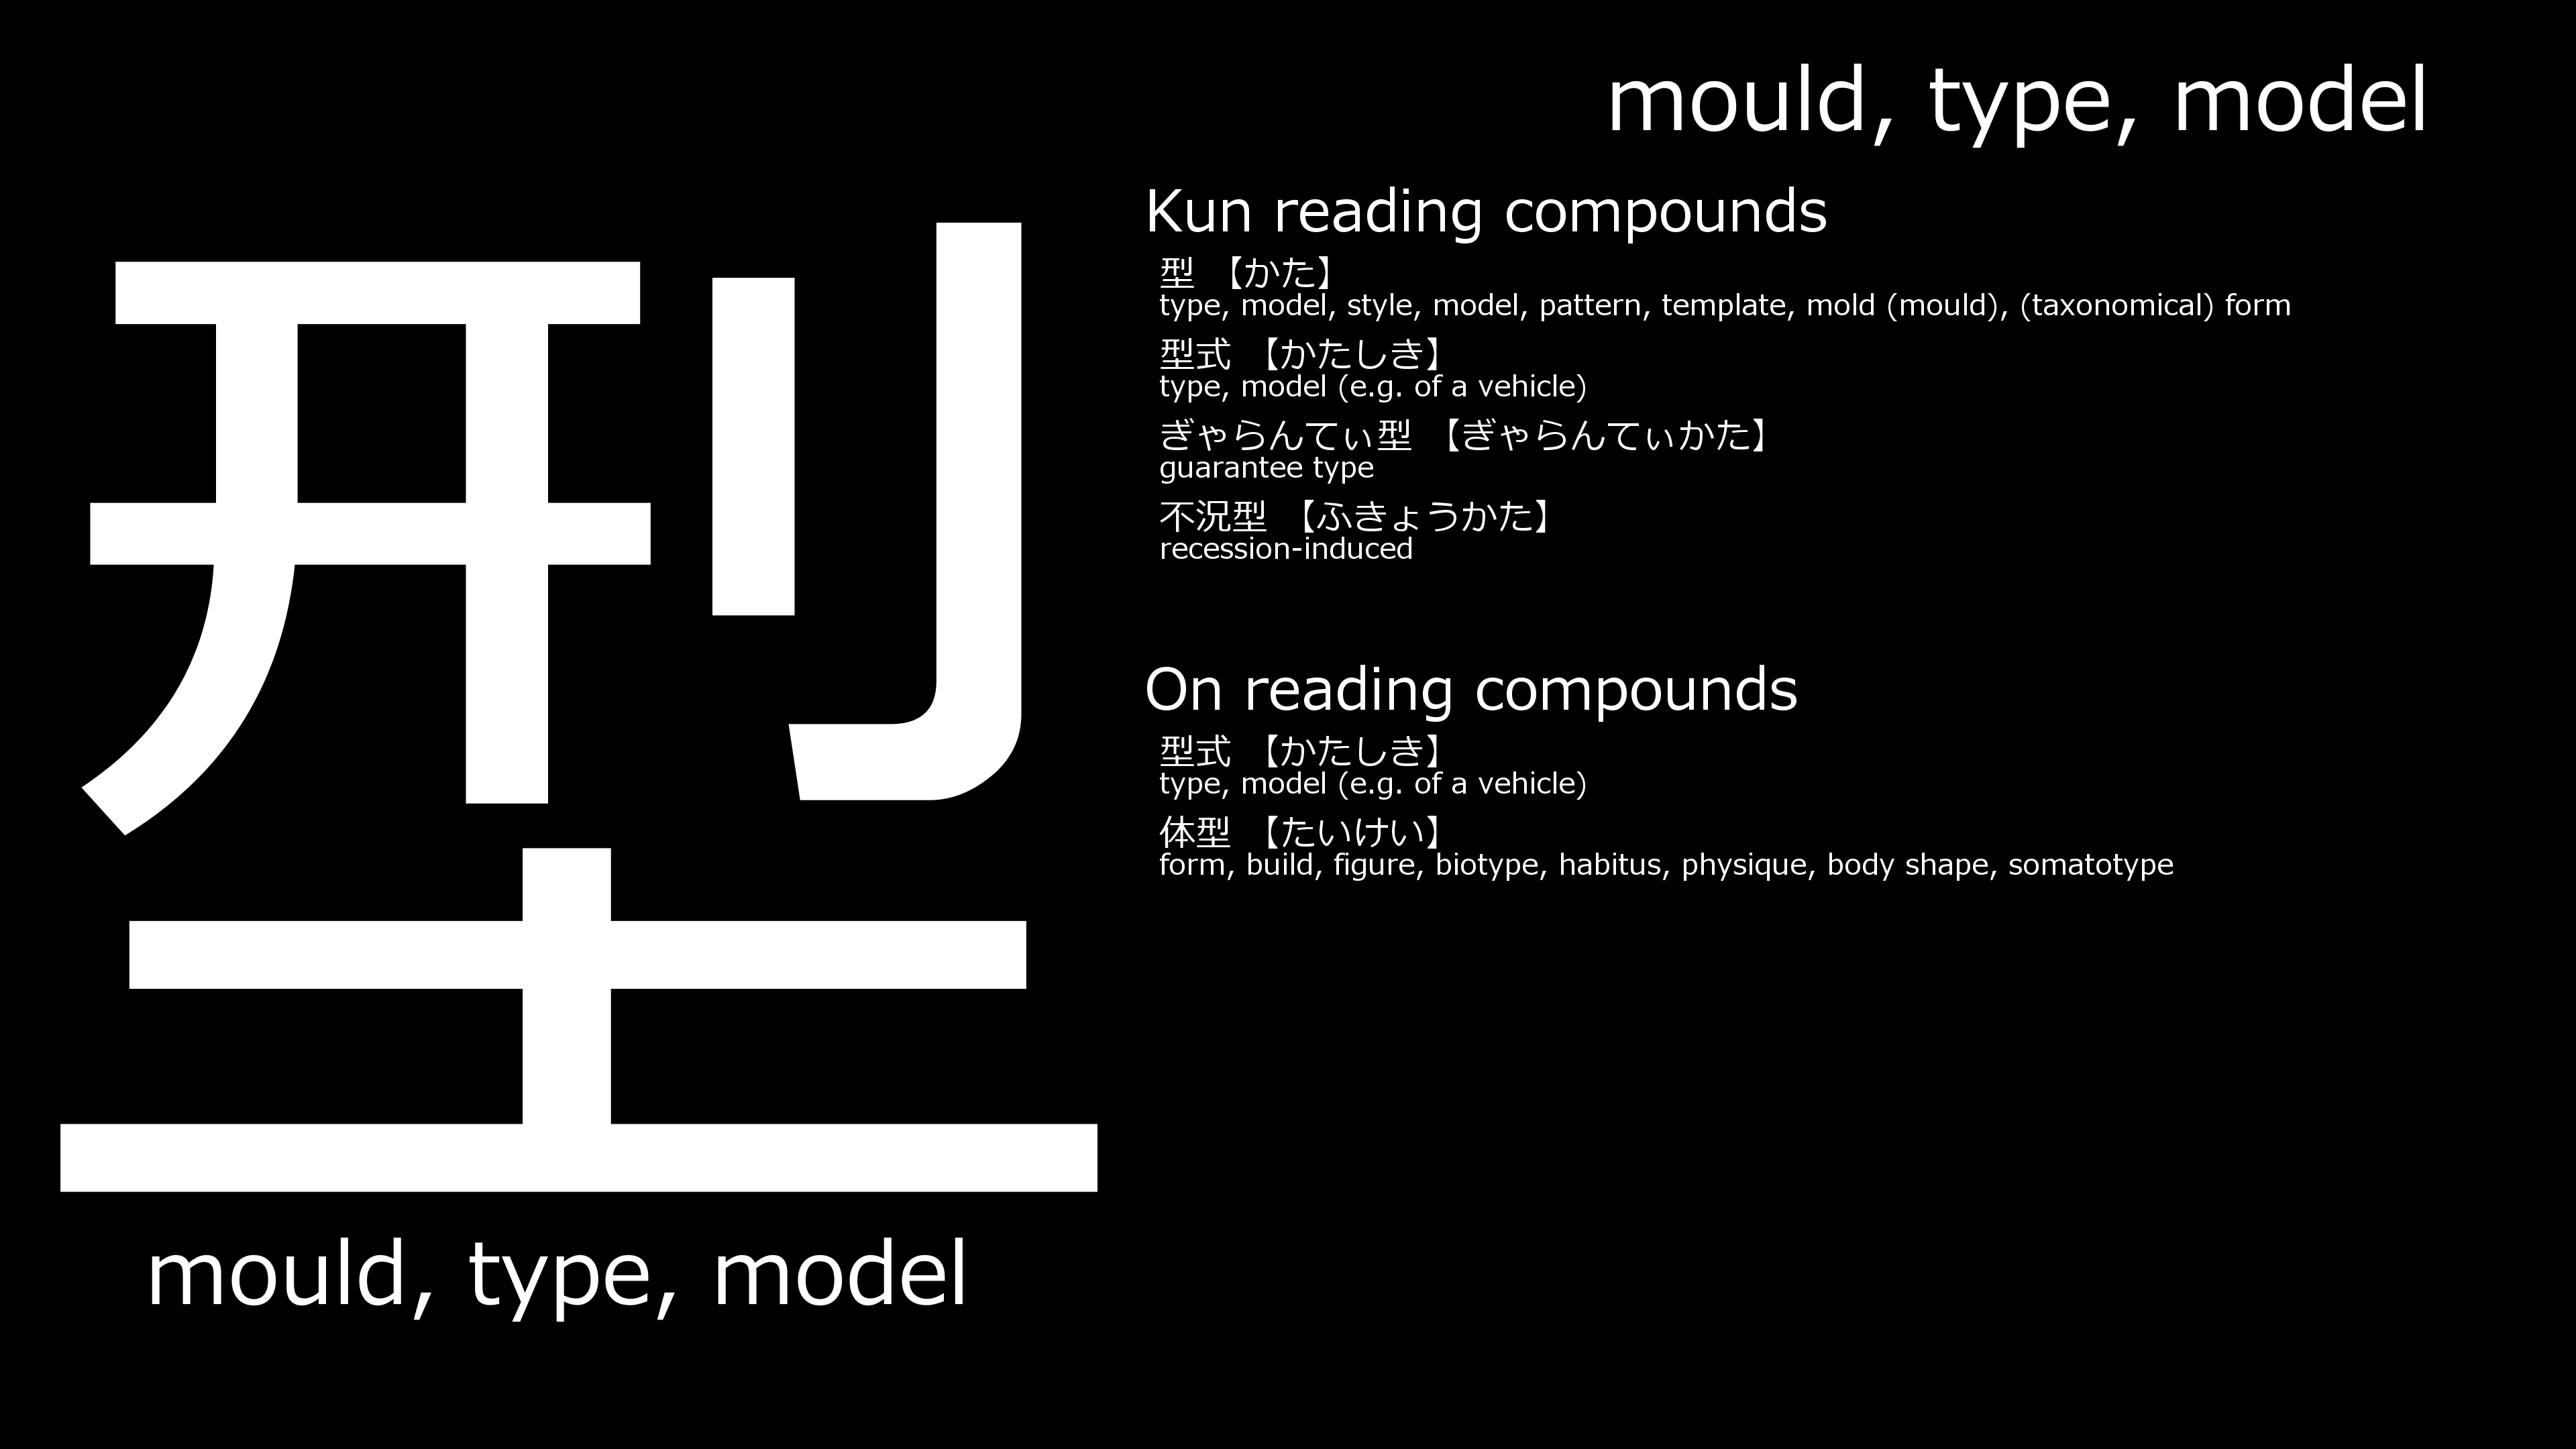 型
mould, type, model
mould, type, model
Kun reading compounds
型 【かた】
type, model, style, model, pattern, template, mold (mould), (taxonomical) form
型式 【かたしき】
type, model (e.g. of a vehicle)
ぎゃらんてぃ型 【ぎゃらんてぃかた】
guarantee type
不況型 【ふきょうかた】
recession-induced
On reading compounds
型式 【かたしき】
type, model (e.g. of a vehicle)
体型 【たいけい】
form, build, figure, biotype, habitus, physique, body shape, somatotype